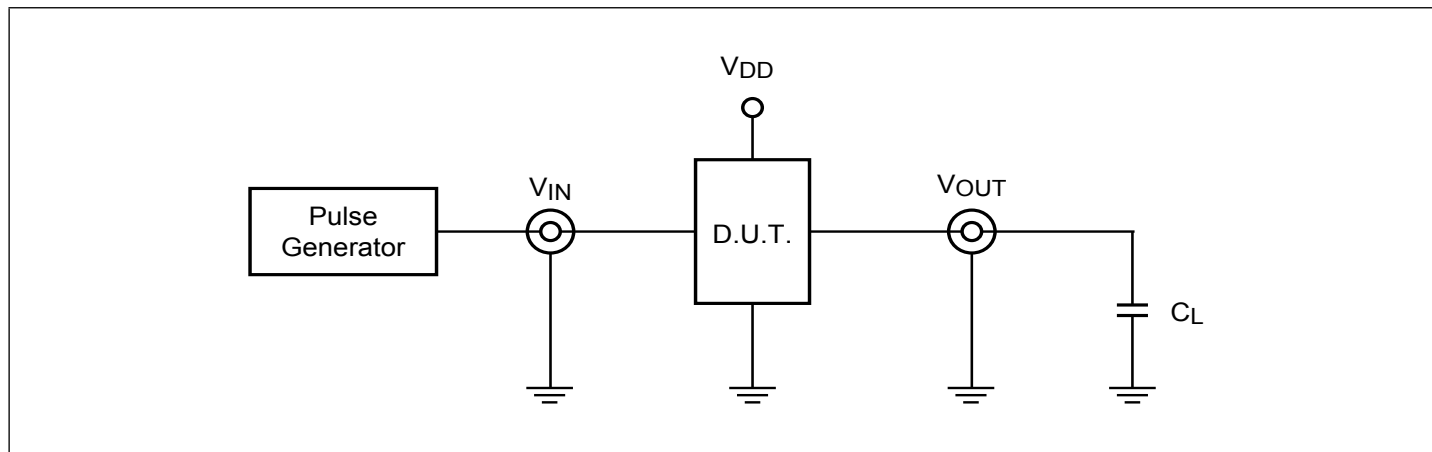 VDD
VIN
VOUT
Pulse
Generator
D.U.T.
CL